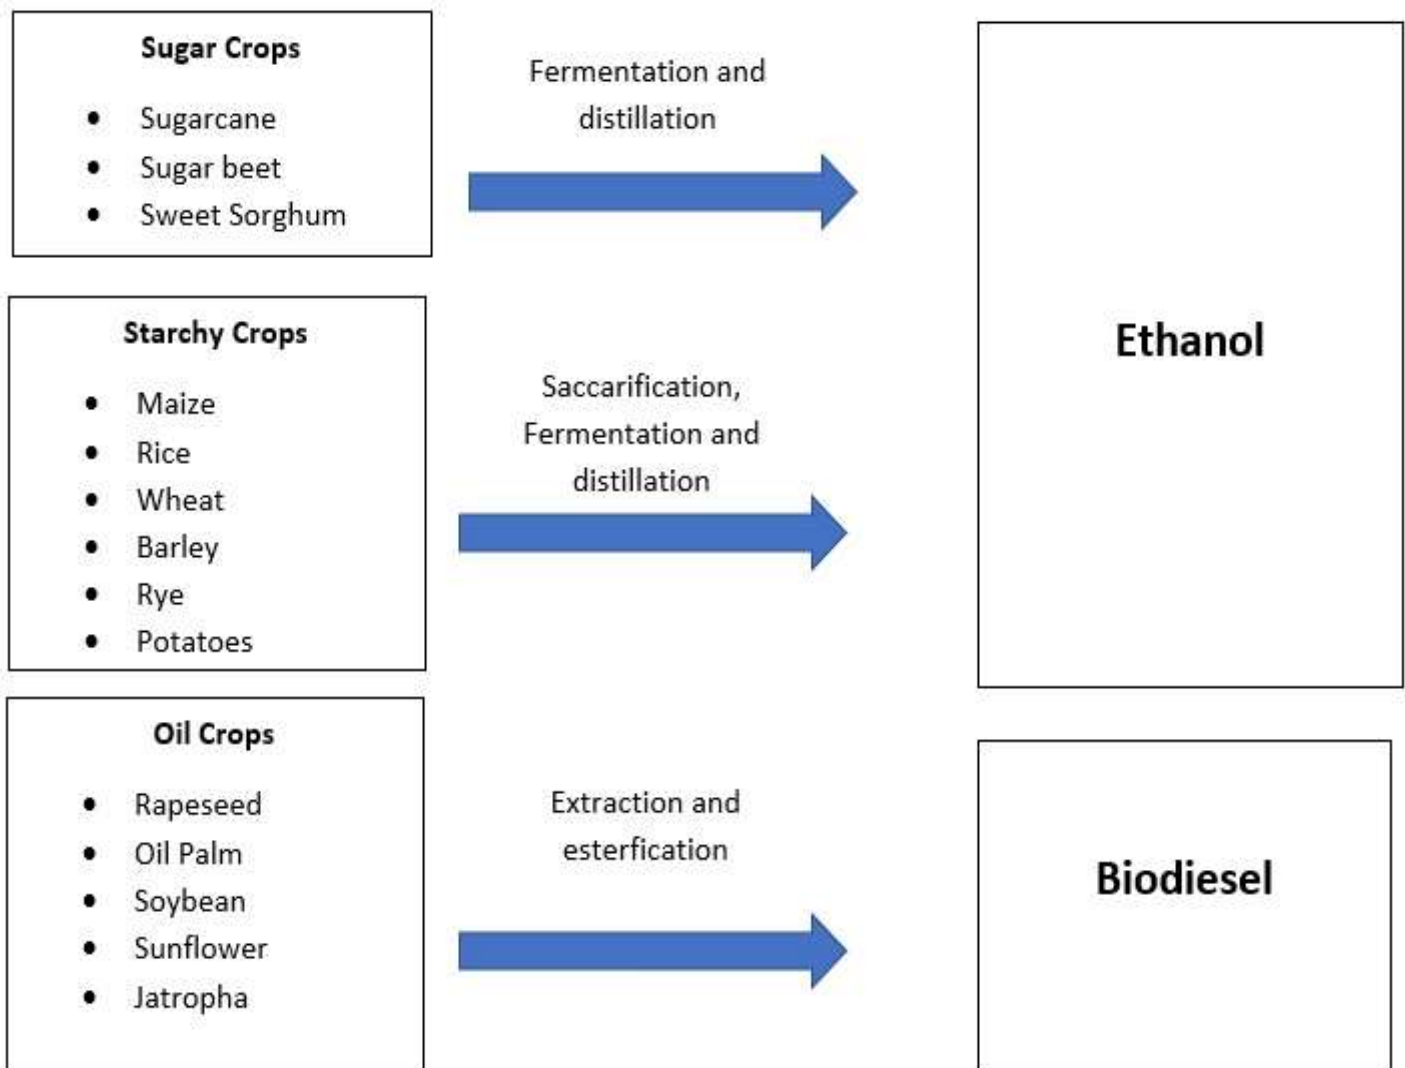 Sugar Crops
• Sugarcane
• Sugar beet
• Sweet Sorghum
Fermentation and
distillation
Starchy Crops
• Maize
• Rice
• Wheat
• Barley
• Rye
• Potatoes
Saccarification,
Fermentation and
distillation
Ethanol
Oil Crops
• Rapeseed
• Oil Palm
• Soybean
• Sunflower
• Jatropha
Extraction and
esterfication
Biodiesel